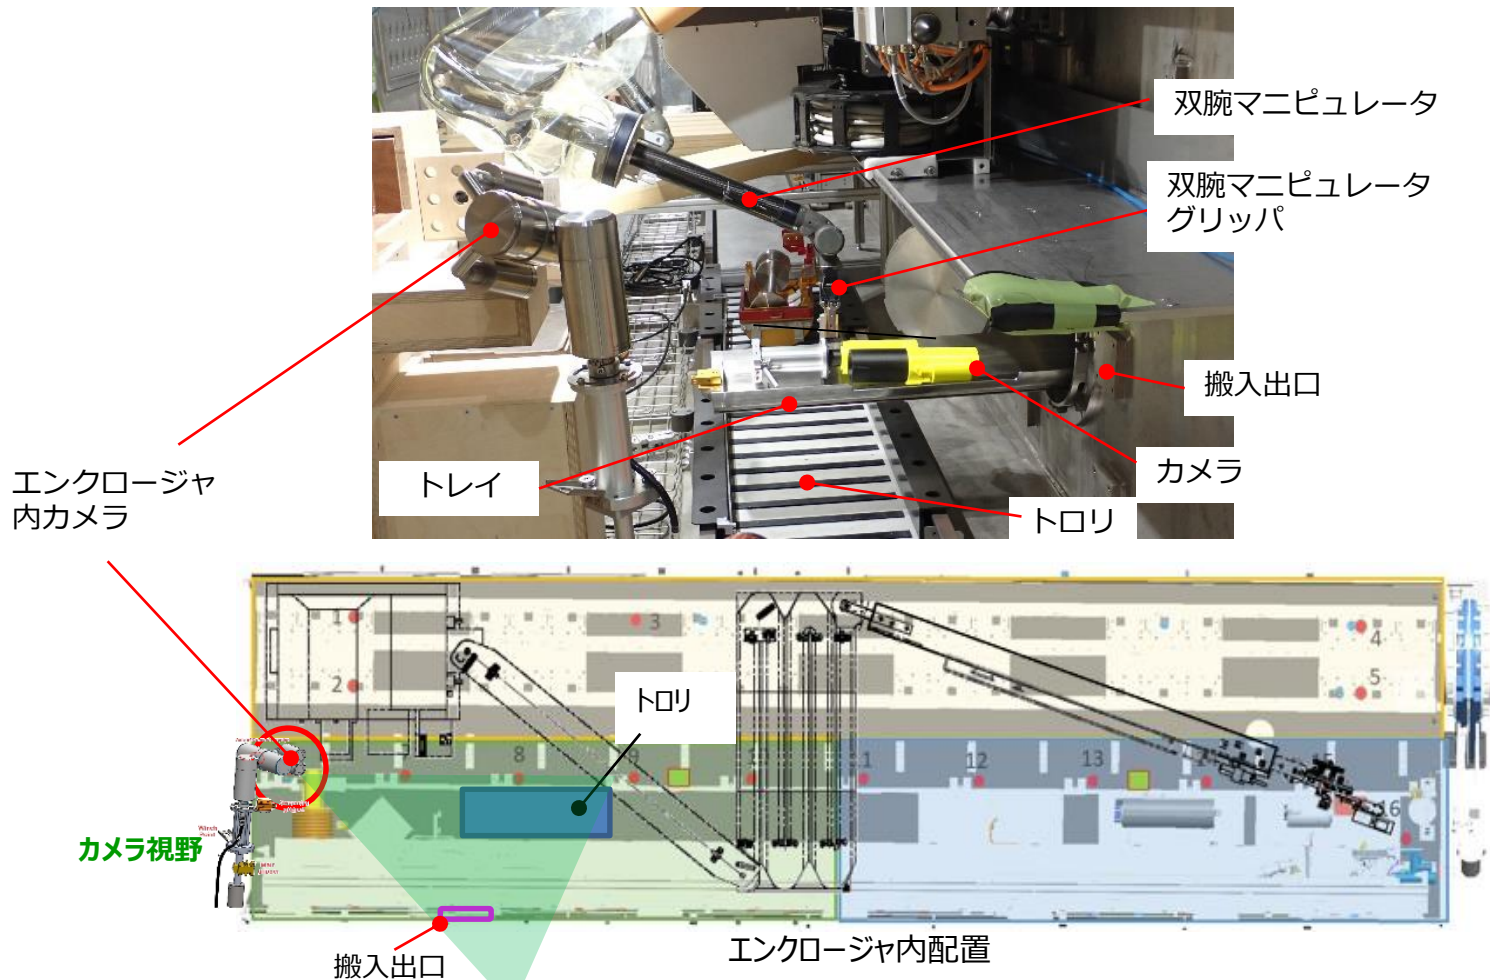 双腕マニピュレータ
双腕マニピュレータ
グリッパ
搬入出口
カメラ
トレイ
トロリ
エンクロージャ
内カメラ
1
3
4
2
5
トロリ
8
9
11
12
13
15
16
カメラ視野
搬入出口
エンクロージャ内配置